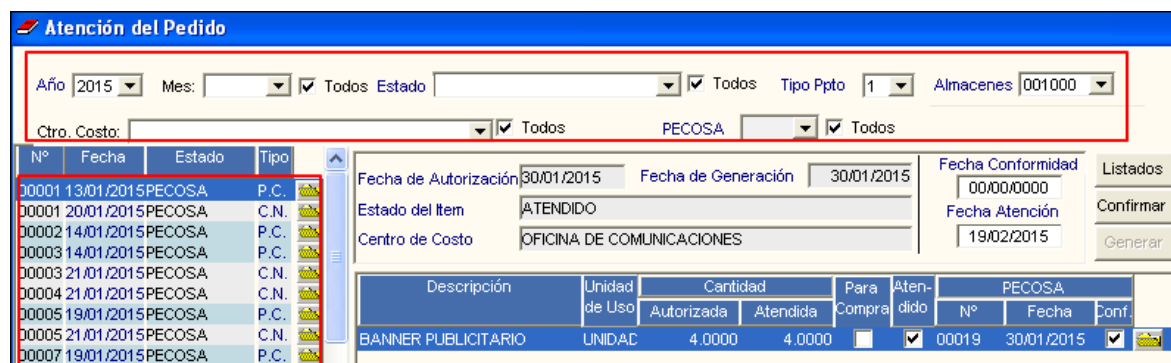 Atención del Pedido
Año 2015 Mes: Todos Estado Todos Tipo Ppto 1 Almacenes 001000
Ctro. Costo: Todos PECOSA Todos
Nº Fecha Estado Tipo
00001 13/01/2015 PECOSA P.C.
00001 20/01/2015 PECOSA C.N.
00002 14/01/2015 PECOSA P.C.
00003 14/01/2015 PECOSA P.C.
00003 21/01/2015 PECOSA C.N.
00004 21/01/2015 PECOSA C.N.
00005 19/01/2015 PECOSA P.C.
00005 21/01/2015 PECOSA C.N.
00007 19/01/2015 PECOSA P.C.
Fecha de Autorización 30/01/2015 Fecha de Generación 30/01/2015
Estado del Item ATENDIDO
Centro de Costo OFICINA DE COMUNICACIONES
Fecha Conformidad
00/00/0000
Fecha Atención
19/02/2015
Listados
Confirmar
Generar
Descripción Unidad de Uso Cantidad Para Compra Aten- dido PECOSA
Autorizada Atendida Nº Fecha Conf.
BANNER PUBLICITARIO UNIDAD 4.0000 4.0000 00019 30/01/2015